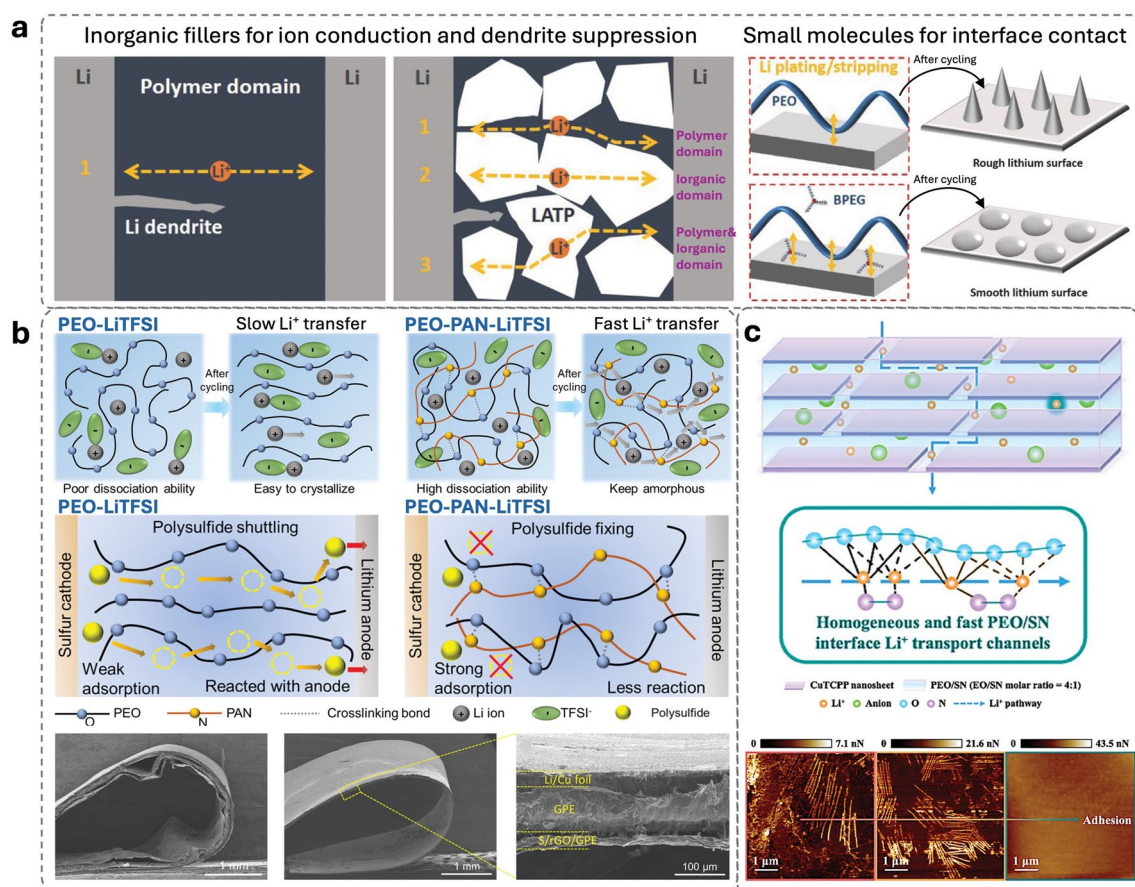 a
Inorganic fillers for ion conduction and dendrite suppression
Small molecules for interface contact
Li
Li
Polymer domain
1
Li⁺
Li dendrite
Li
Li
1
Li⁺
Polymer
domain
2
Li⁺
Iorganic
domain
LATP
3
Li⁺
Polymer&
Iorganic
domain
Li plating/stripping
PEO
After cycling
Rough lithium surface
BPEG
After cycling
Smooth lithium surface
b
PEO-LiTFSI
Slow Li⁺ transfer
After
cycling
Poor dissociation ability
Easy to crystallize
PEO-PAN-LiTFSI
Fast Li⁺ transfer
After
cycling
High dissociation ability
Keep amorphous
PEO-LiTFSI
Sulfur cathode
Polysulfide shuttling
Lithium anode
Weak
adsorption
Reacted with anode
PEO-PAN-LiTFSI
Sulfur cathode
Polysulfide fixing
Lithium anode
Strong
adsorption
Less reaction
O PEO
N PAN
Crosslinking bond
+ Li ion
- TFSI⁻
Polysulfide
1 mm
1 mm
Li/Cu foil
GPE
S/rGO/GPE
100 µm
c
Homogeneous and fast PEO/SN
interface Li⁺ transport channels
CuTCPP nanosheet
PEO/SN (EO/SN molar ratio = 4:1)
Li⁺
Anion
O
N
Li⁺ pathway
0 7.1 nN
0 21.6 nN
0 43.5 nN
Adhesion
1 µm
1 µm
1 µm